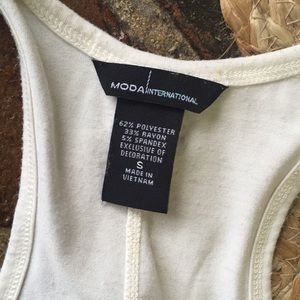 MODA INTERNATIONAL
62% POLYESTER
33% RAYON
5% SPANDEX
EXCLUSIVE OF
DECORATION
S
MADE IN
VIETNAM